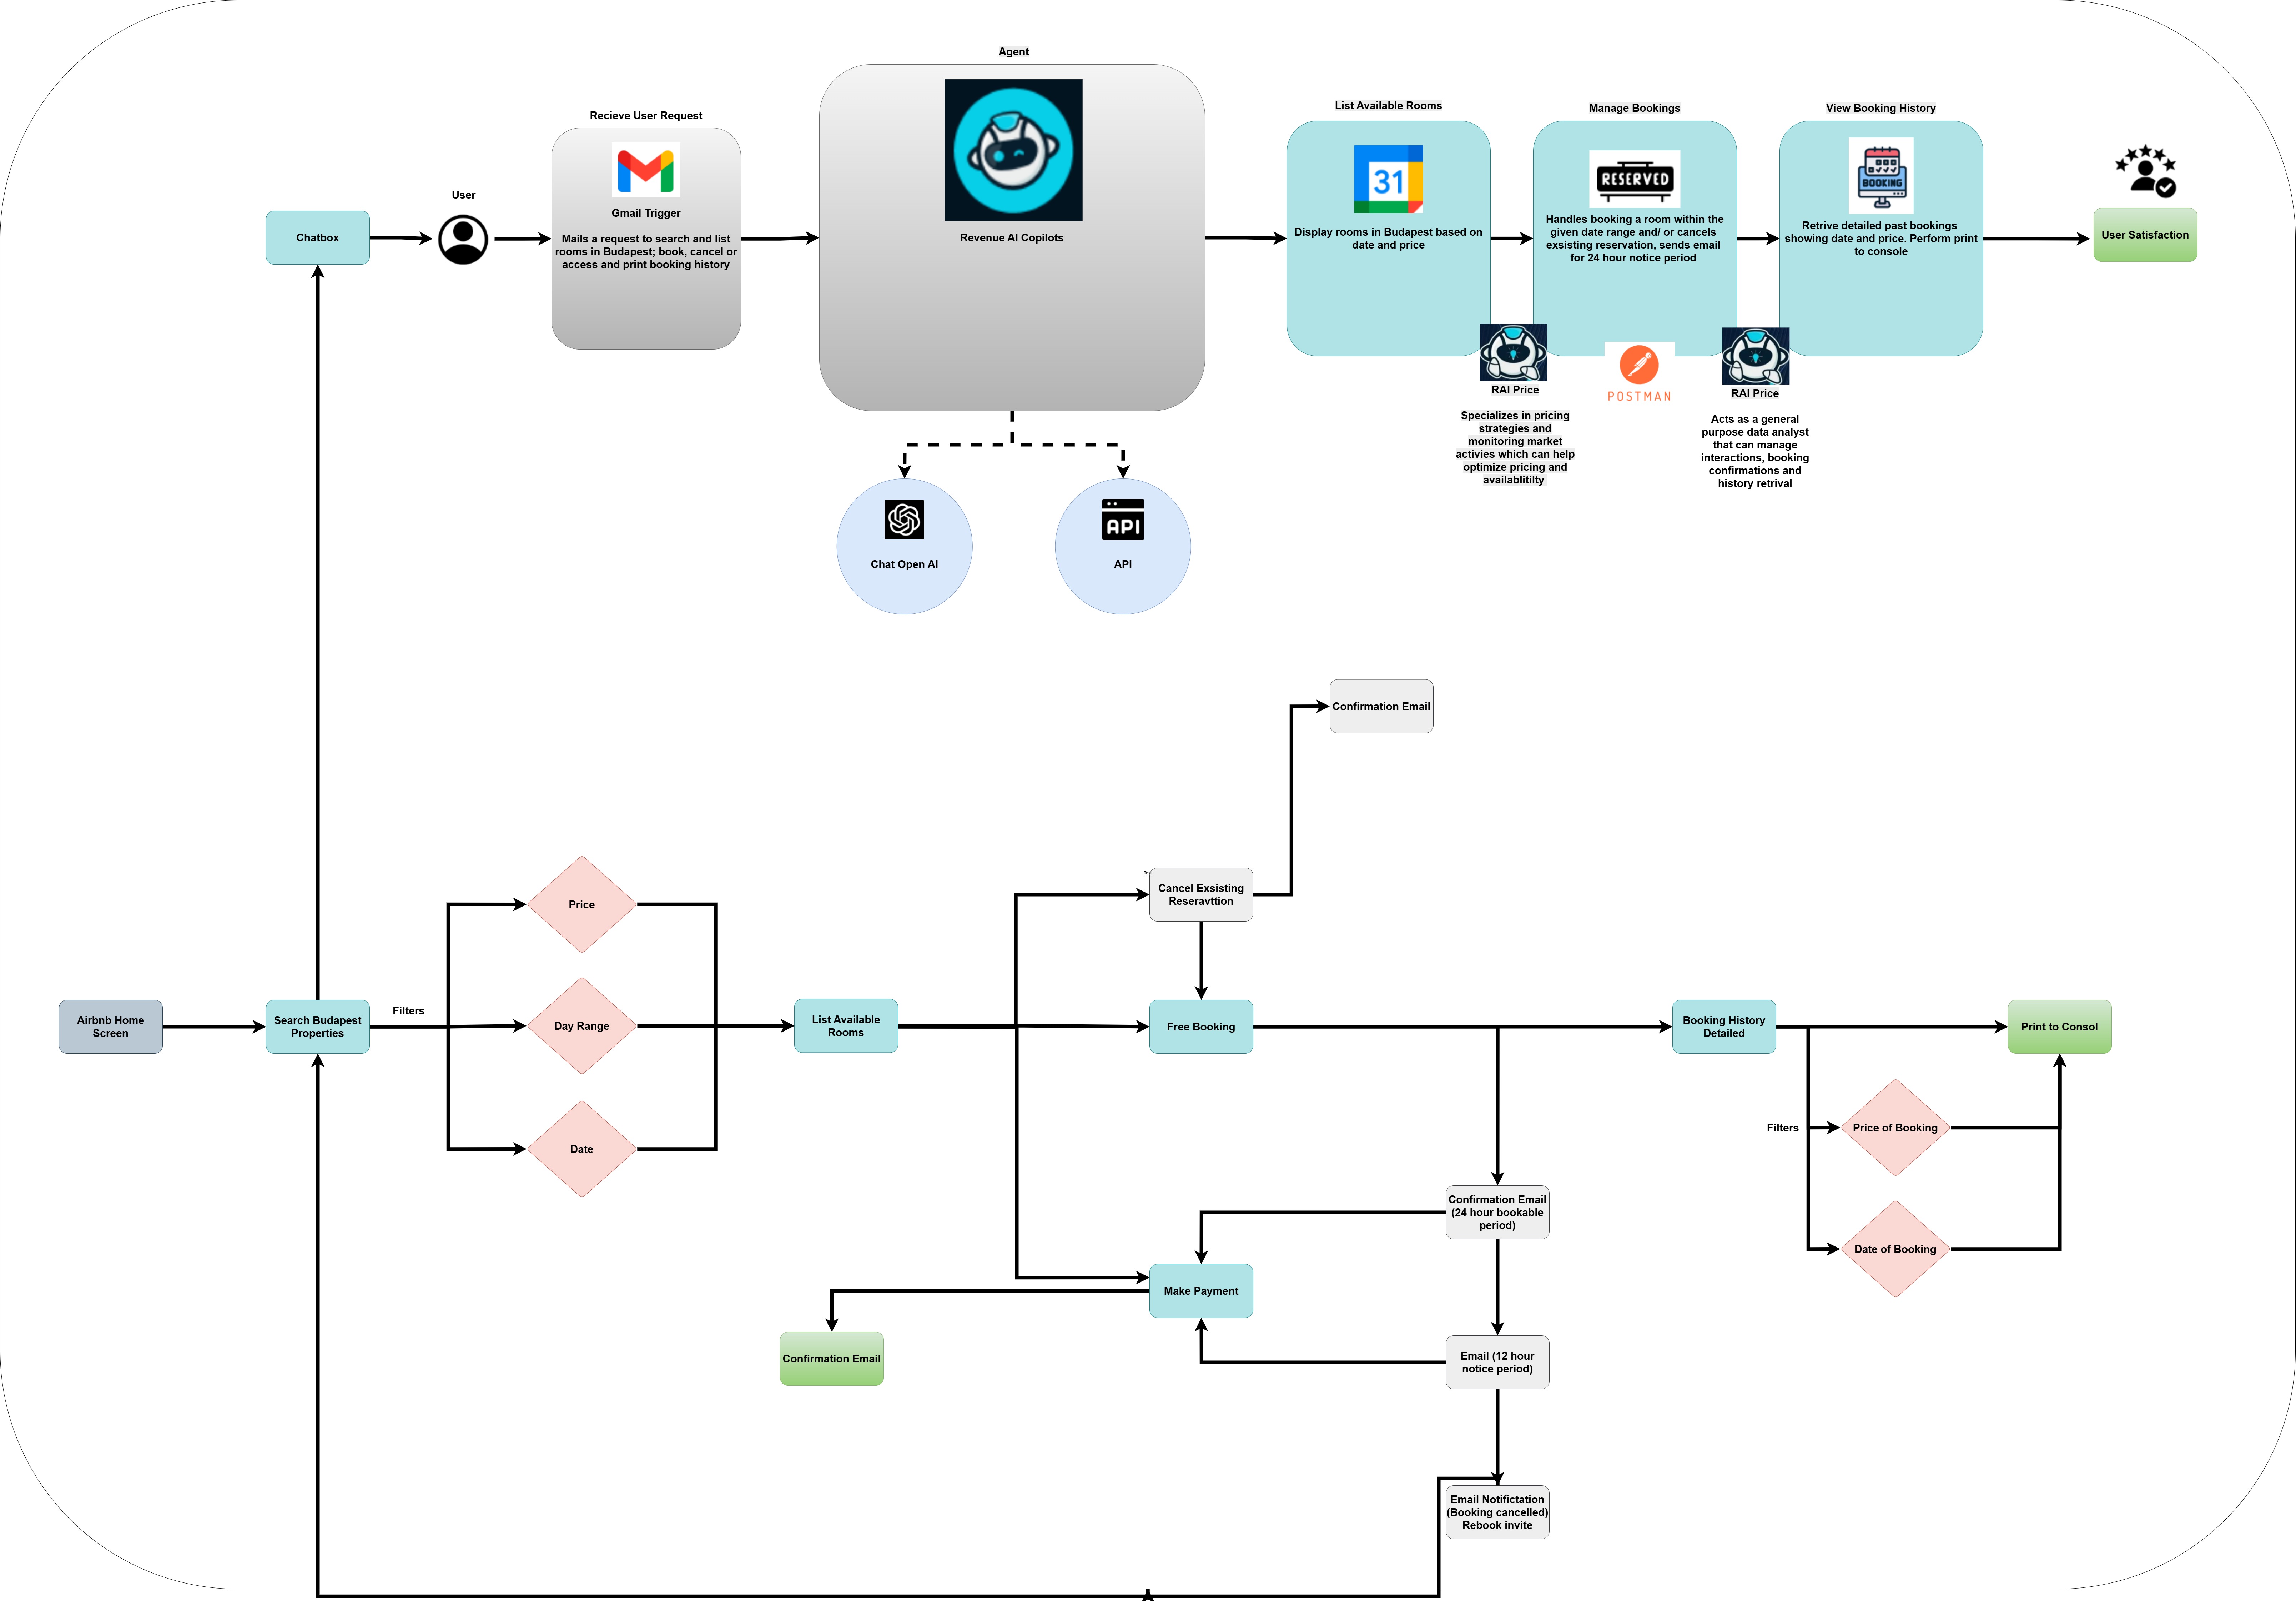 Agent
Recieve User Request
List Available Rooms
Manage Bookings
View Booking History
User
Chatbox
Gmail Trigger
Mails a request to search and list
rooms in Budapest; book, cancel or
access and print booking history
Revenue AI Copilots
31
Display rooms in Budapest based on
date and price
RESERVED
Handles booking a room within the
given date range and/ or cancels
exsisting reservation, sends email
for 24 hour notice period
BOOKING
Retrive detailed past bookings
showing date and price. Perform print
to console
User Satisfaction
RAI Price
Specializes in pricing
strategies and
monitoring market
activies which can help
optimize pricing and
availablitilty
POSTMAN
RAI Price
Acts as a general
purpose data analyst
that can manage
interactions, booking
confirmations and
history retrival
Chat Open AI
API
API
Confirmation Email
Text
Cancel Exsisting
Reseravttion
Price
Airbnb Home
Screen
Search Budapest
Properties
Filters
Day Range
List Available
Rooms
Free Booking
Booking History
Detailed
Print to Consol
Date
Filters
Price of Booking
Date of Booking
Confirmation Email
(24 hour bookable
period)
Make Payment
Confirmation Email
Email (12 hour
notice period)
Email Notifictation
(Booking cancelled)
Rebook invite